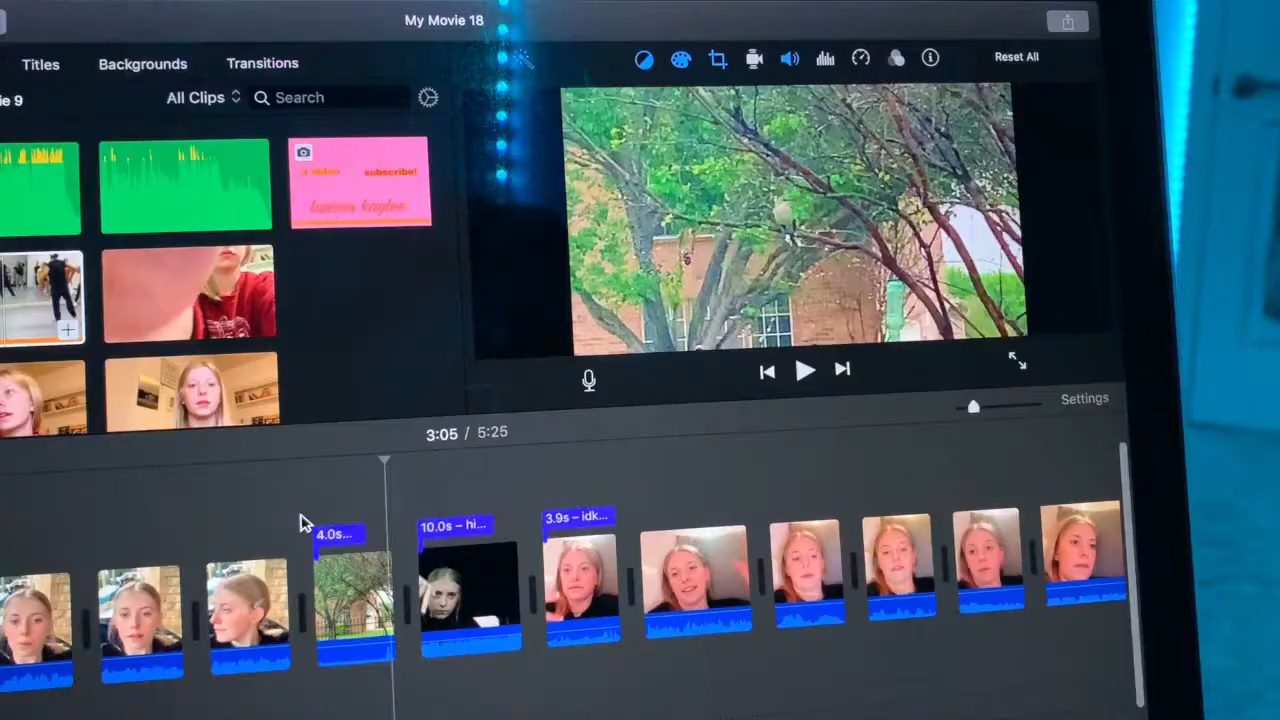 My Movie 18
Titles
Backgrounds
Transitions
Reset All
ie 9
All Clips
Search
a video
subscribe!
lauren kaylee
3:05 / 5:25
Settings
4.0s...
10.0s – hi...
3.9s – idk...